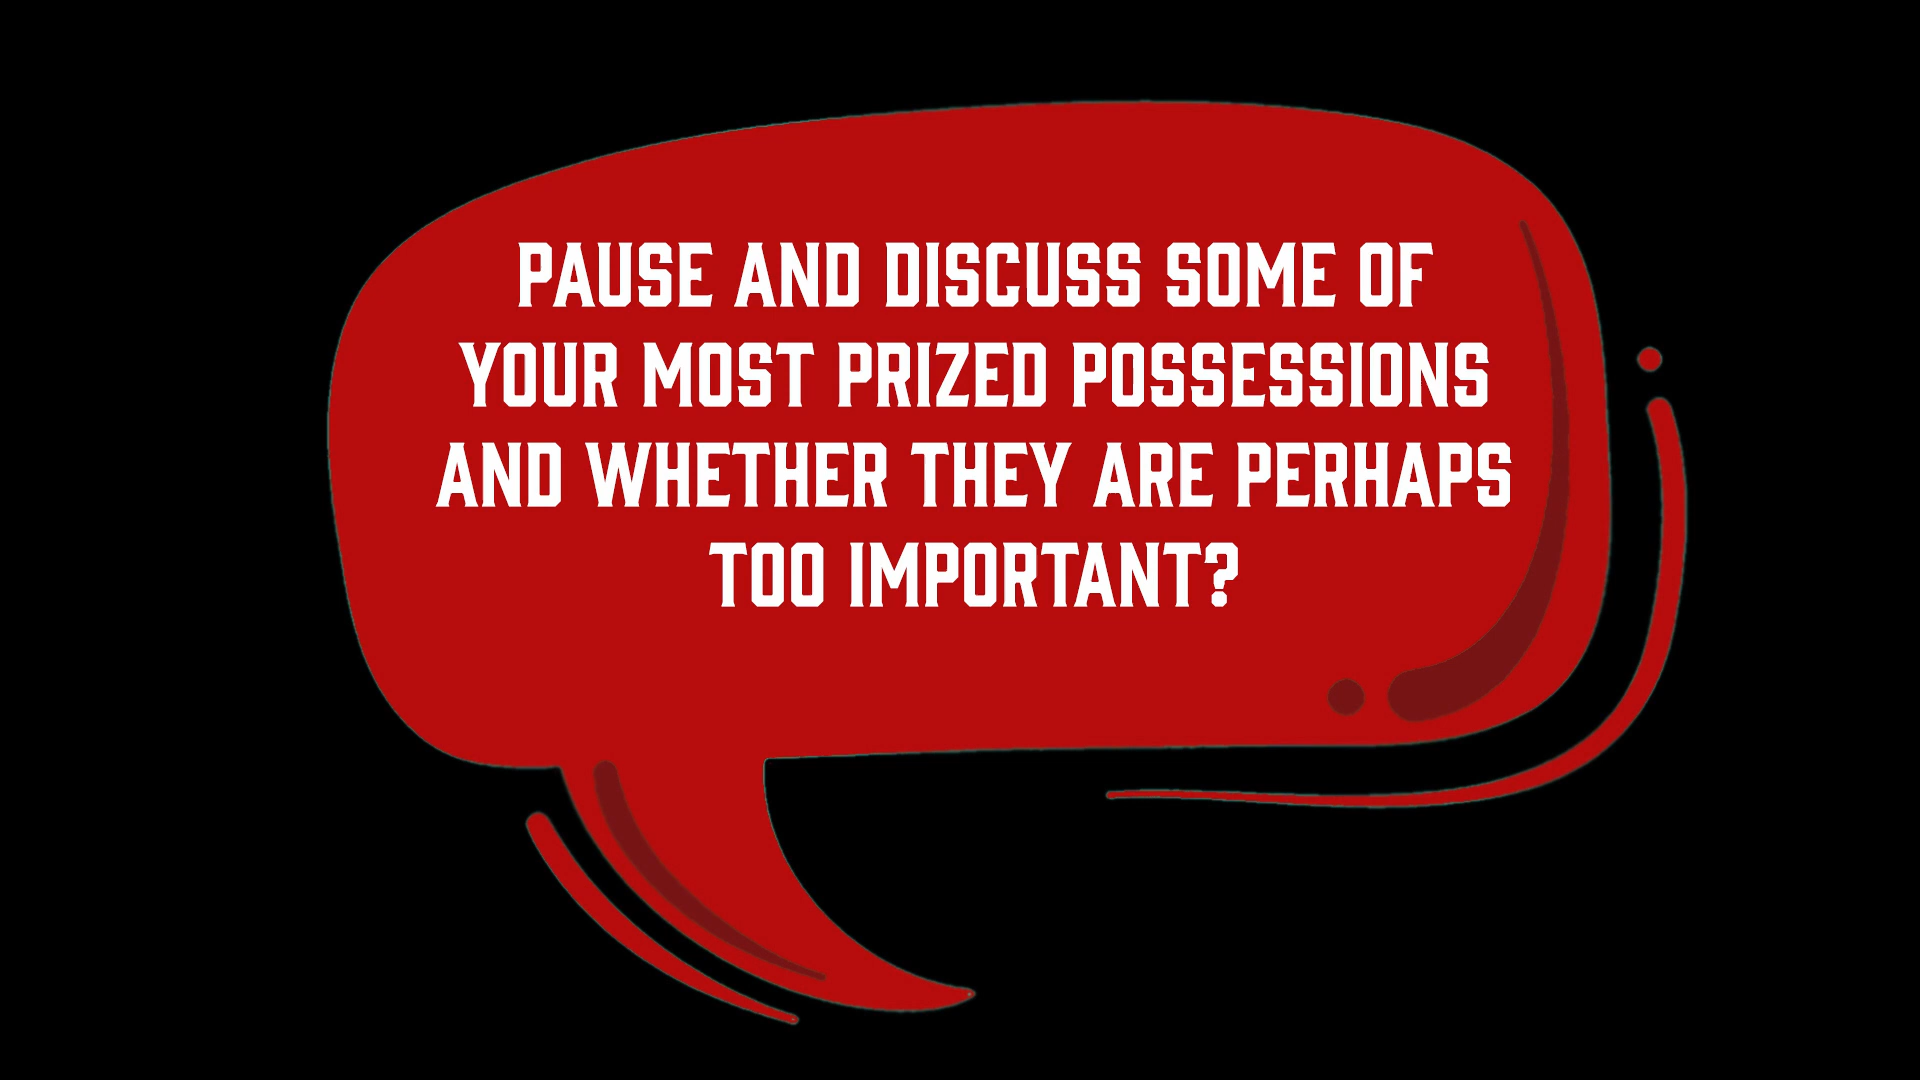 PAUSE AND DISCUSS SOME OF
YOUR MOST PRIZED POSSESSIONS
AND WHETHER THEY ARE PERHAPS
TOO IMPORTANT?